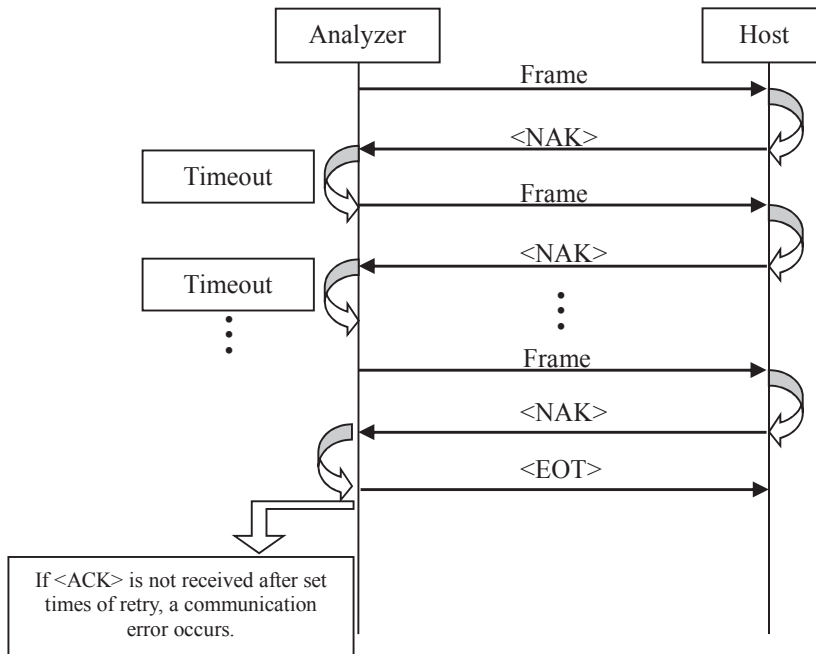 Analyzer
Host
Frame
<NAK>
Timeout
Frame
<NAK>
Timeout
Frame
<NAK>
<EOT>
If <ACK> is not received after set
times of retry, a communication
error occurs.